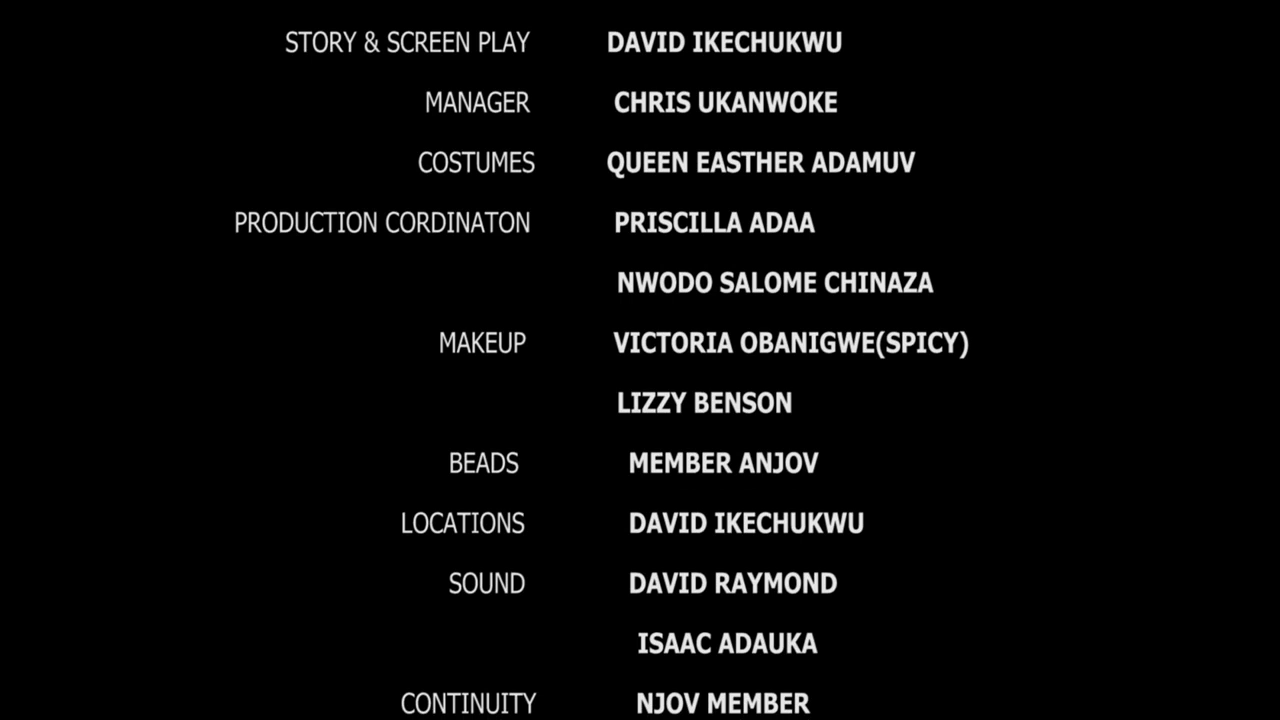 STORY & SCREEN PLAY DAVID IKECHUKWU
MANAGER CHRIS UKANWOKE
COSTUMES QUEEN EASTHER ADAMUV
PRODUCTION CORDINATON PRISCILLA ADAA
NWODO SALOME CHINAZA
MAKEUP VICTORIA OBANIGWE(SPICY)
LIZZY BENSON
BEADS MEMBER ANJOV
LOCATIONS DAVID IKECHUKWU
SOUND DAVID RAYMOND
ISAAC ADAUKA
CONTINUITY NJOV MEMBER